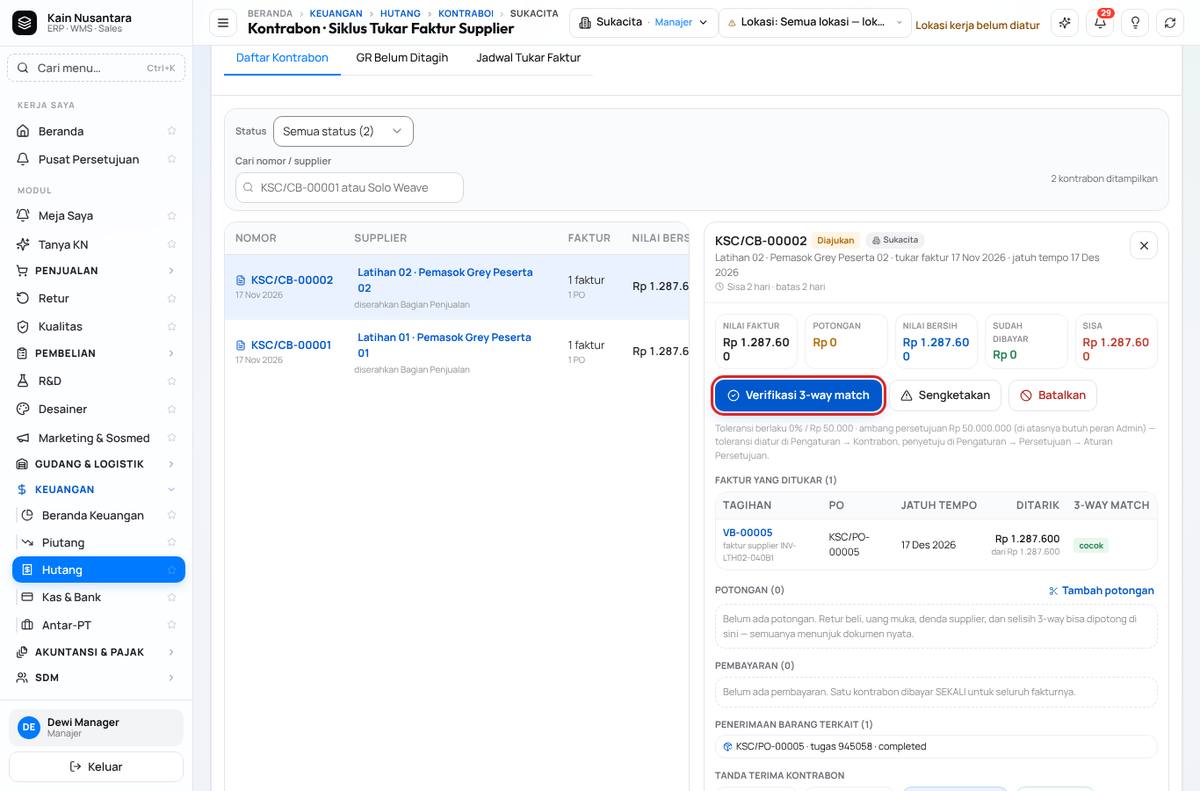 Kain Nusantara
ERP · WMS · Sales
Cari menu... Ctrl+K
KERJA SAYA
Beranda
Pusat Persetujuan
MODUL
Meja Saya
Tanya KN
PENJUALAN
Retur
Kualitas
PEMBELIAN
R&D
Desainer
Marketing & Sosmed
GUDANG & LOGISTIK
KEUANGAN
Beranda Keuangan
Piutang
Hutang
Kas & Bank
Antar-PT
AKUNTANSI & PAJAK
SDM
DE Dewi Manager
Manajer
Keluar
BERANDA › KEUANGAN › HUTANG › KONTRABON › SUKACITA
Kontrabon · Siklus Tukar Faktur Supplier
Sukacita · Manajer
Lokasi: Semua lokasi — lok...
Lokasi kerja belum diatur
29
Daftar Kontrabon GR Belum Ditagih Jadwal Tukar Faktur
Status Semua status (2)
Cari nomor / supplier
KSC/CB-00001 atau Solo Weave
2 kontrabon ditampilkan
NOMOR SUPPLIER FAKTUR NILAI BERS
KSC/CB-00002 Latihan 02 · Pemasok Grey Peserta 02 1 faktur Rp 1.287.6
17 Nov 2026 diserahkan Bagian Penjualan 1 PO
KSC/CB-00001 Latihan 01 · Pemasok Grey Peserta 01 1 faktur Rp 1.287.6
17 Nov 2026 diserahkan Bagian Penjualan 1 PO
KSC/CB-00002 Diajukan Sukacita
Latihan 02 · Pemasok Grey Peserta 02 · tukar faktur 17 Nov 2026 · jatuh tempo 17 Des
2026
Sisa 2 hari · batas 2 hari
NILAI FAKTUR
Rp 1.287.600
POTONGAN
Rp 0
NILAI BERSIH
Rp 1.287.600
SUDAH DIBAYAR
Rp 0
SISA
Rp 1.287.600
Verifikasi 3-way match Sengketakan Batalkan
Toleransi berlaku 0% / Rp 50.000 · ambang persetujuan Rp 50.000.000 (di atasnya butuh peran Admin) —
toleransi diatur di Pengaturan → Kontrabon, penyetuju di Pengaturan → Persetujuan → Aturan
Persetujuan.
FAKTUR YANG DITUKAR (1)
TAGIHAN PO JATUH TEMPO DITARIK 3-WAY MATCH
VB-00005 KSC/PO-00005 17 Des 2026 Rp 1.287.600 cocok
faktur supplier INV-LTH02-040B1 dari Rp 1.287.600
POTONGAN (0) Tambah potongan
Belum ada potongan. Retur beli, uang muka, denda supplier, dan selisih 3-way bisa dipotong di
sini — semuanya menunjuk dokumen nyata.
PEMBAYARAN (0)
Belum ada pembayaran. Satu kontrabon dibayar SEKALI untuk seluruh fakturnya.
PENERIMAAN BARANG TERKAIT (1)
KSC/PO-00005 · tugas 945058 · completed
TANDA TERIMA KONTRABON